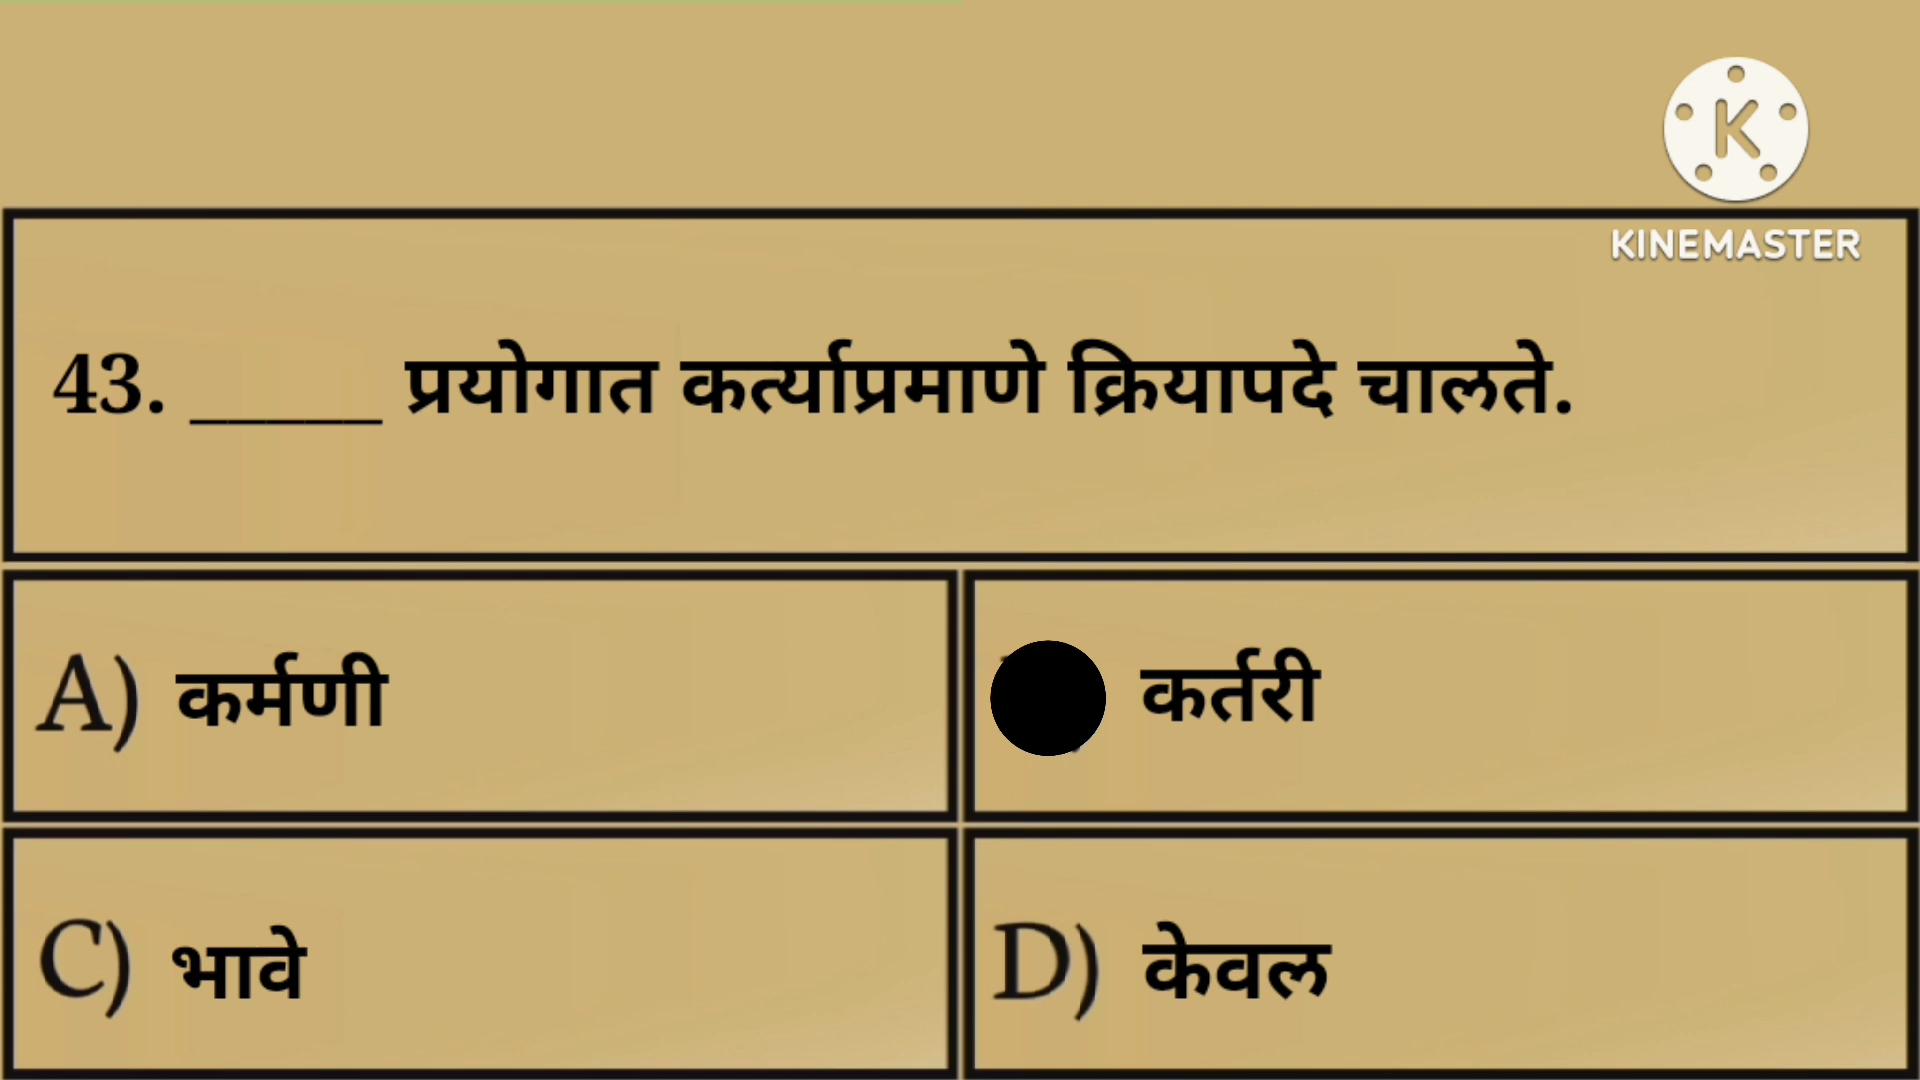 K
KINEMASTER
43. _____ प्रयोगात कर्त्याप्रमाणे क्रियापदे चालते.
A) कर्मणी
कर्तरी
C) भावे
D) केवल